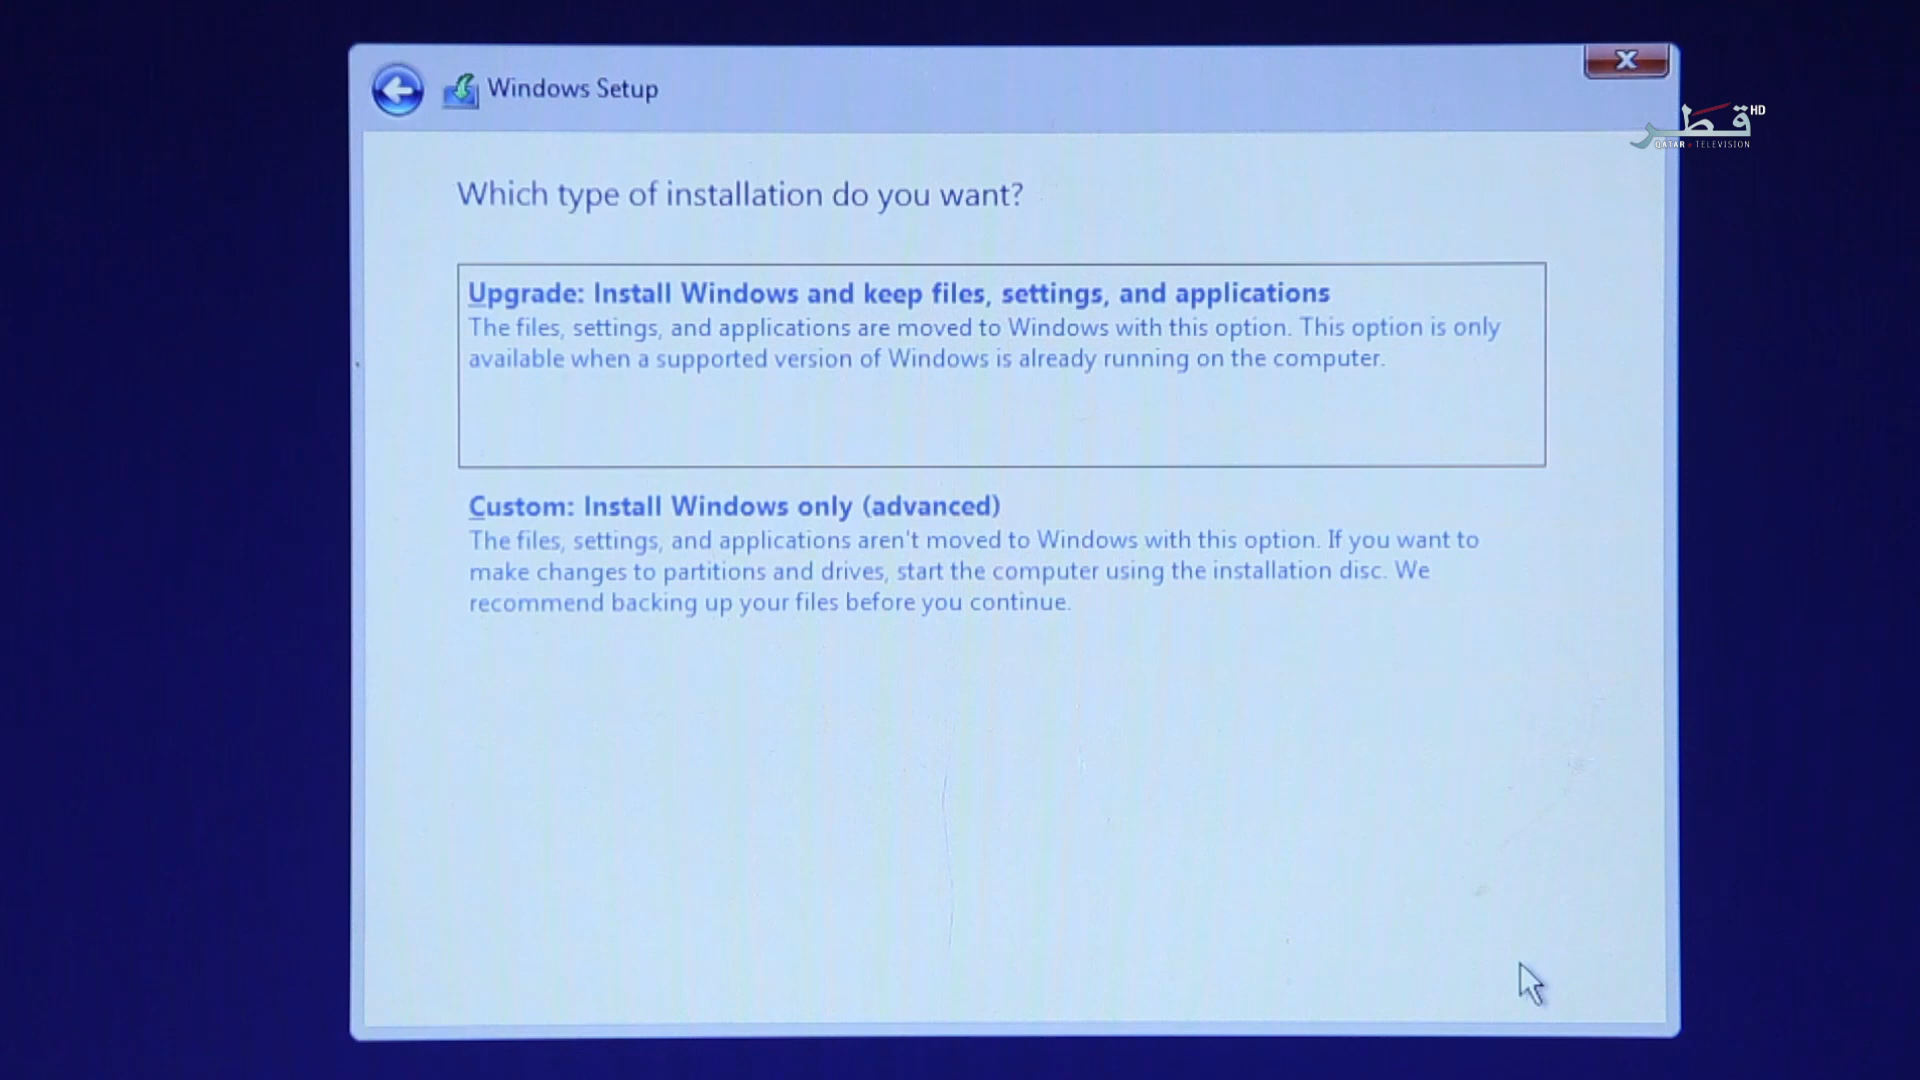 Windows Setup
قطر HD
QATAR TELEVISION
Which type of installation do you want?
Upgrade: Install Windows and keep files, settings, and applications
The files, settings, and applications are moved to Windows with this option. This option is only
available when a supported version of Windows is already running on the computer.
Custom: Install Windows only (advanced)
The files, settings, and applications aren't moved to Windows with this option. If you want to
make changes to partitions and drives, start the computer using the installation disc. We
recommend backing up your files before you continue.